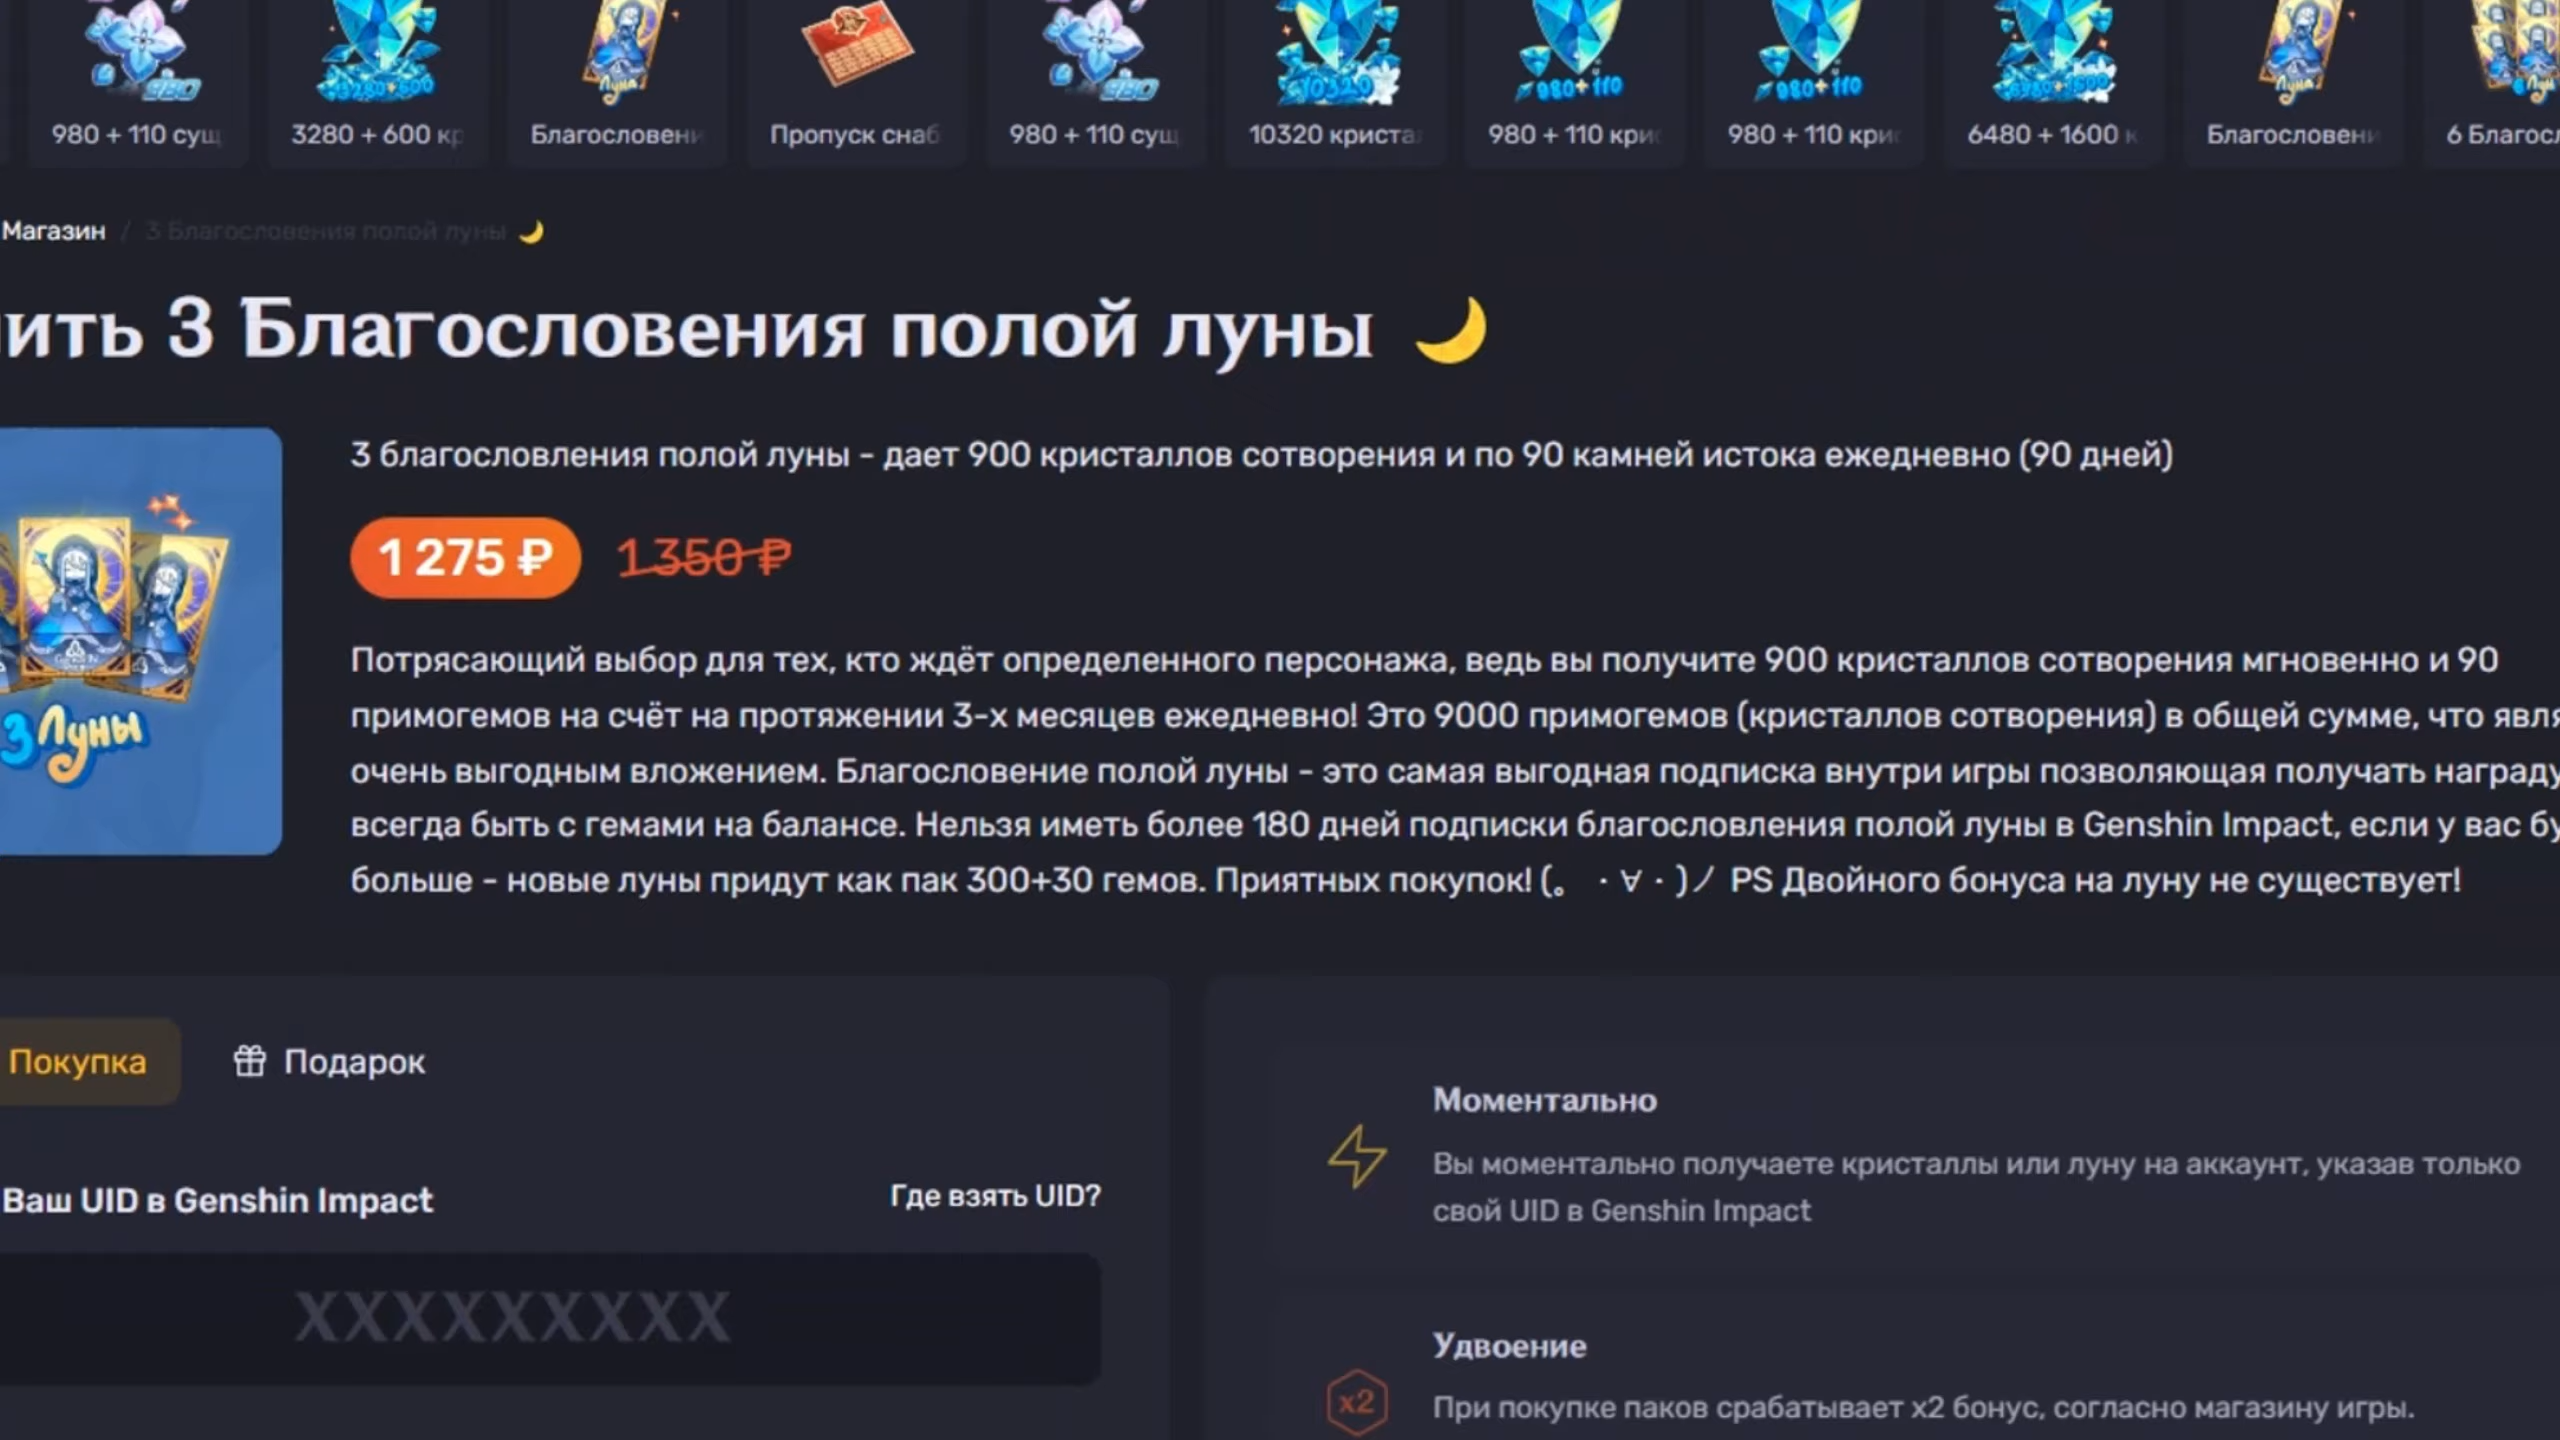 980 + 110 сущ
3280 + 600 кр
Благословени
Пропуск снаб
980 + 110 сущ
10320 криста
980 + 110 кри
980 + 110 кри
6480 + 1600 к
Благословени
6 Благосл
Магазин / 3 Благословения полой луны 🌙
ить 3 Благословения полой луны 🌙
3 Луны
3 благословления полой луны - дает 900 кристаллов сотворения и по 90 камней истока ежедневно (90 дней)
1 275 ₽ 1 350 ₽
Потрясающий выбор для тех, кто ждёт определенного персонажа, ведь вы получите 900 кристаллов сотворения мгновенно и 90
примогемов на счёт на протяжении 3-х месяцев ежедневно! Это 9000 примогемов (кристаллов сотворения) в общей сумме, что явля
очень выгодным вложением. Благословение полой луны - это самая выгодная подписка внутри игры позволяющая получать награду
всегда быть с гемами на балансе. Нельзя иметь более 180 дней подписки благословления полой луны в Genshin Impact, если у вас бу
больше - новые луны придут как пак 300+30 гемов. Приятных покупок! (。・∀・)ノ PS Двойного бонуса на луну не существует!
Покупка
Подарок
Ваш UID в Genshin Impact
Где взять UID?
XXXXXXXXX
Моментально
Вы моментально получаете кристаллы или луну на аккаунт, указав только
свой UID в Genshin Impact
Удвоение
x2
При покупке паков срабатывает x2 бонус, согласно магазину игры.